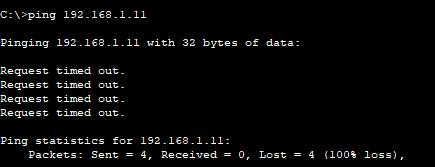 C:\>ping 192.168.1.11
Pinging 192.168.1.11 with 32 bytes of data:
Request timed out.
Request timed out.
Request timed out.
Request timed out.
Ping statistics for 192.168.1.11:
Packets: Sent = 4, Received = 0, Lost = 4 (100% loss),